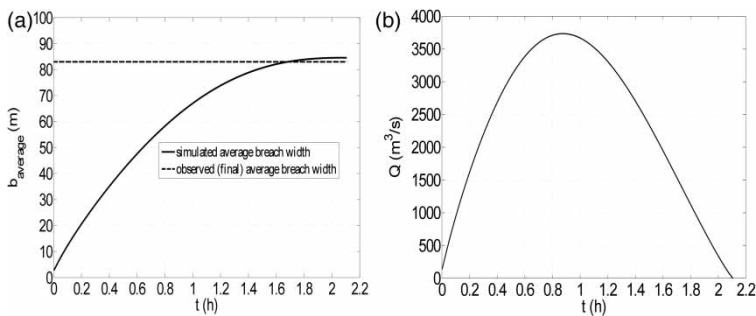 (a)
100
90
80
70
60
50
40
30
20
10
0
b average (m)
simulated average breach width
observed (final) average breach width
0 0.2 0.4 0.6 0.8 1 1.2 1.4 1.6 1.8 2 2.2
t (h)
(b)
4000
3500
3000
2500
2000
1500
1000
500
0
Q (m³/s)
0 0.2 0.4 0.6 0.8 1 1.2 1.4 1.6 1.8 2 2.2
t (h)